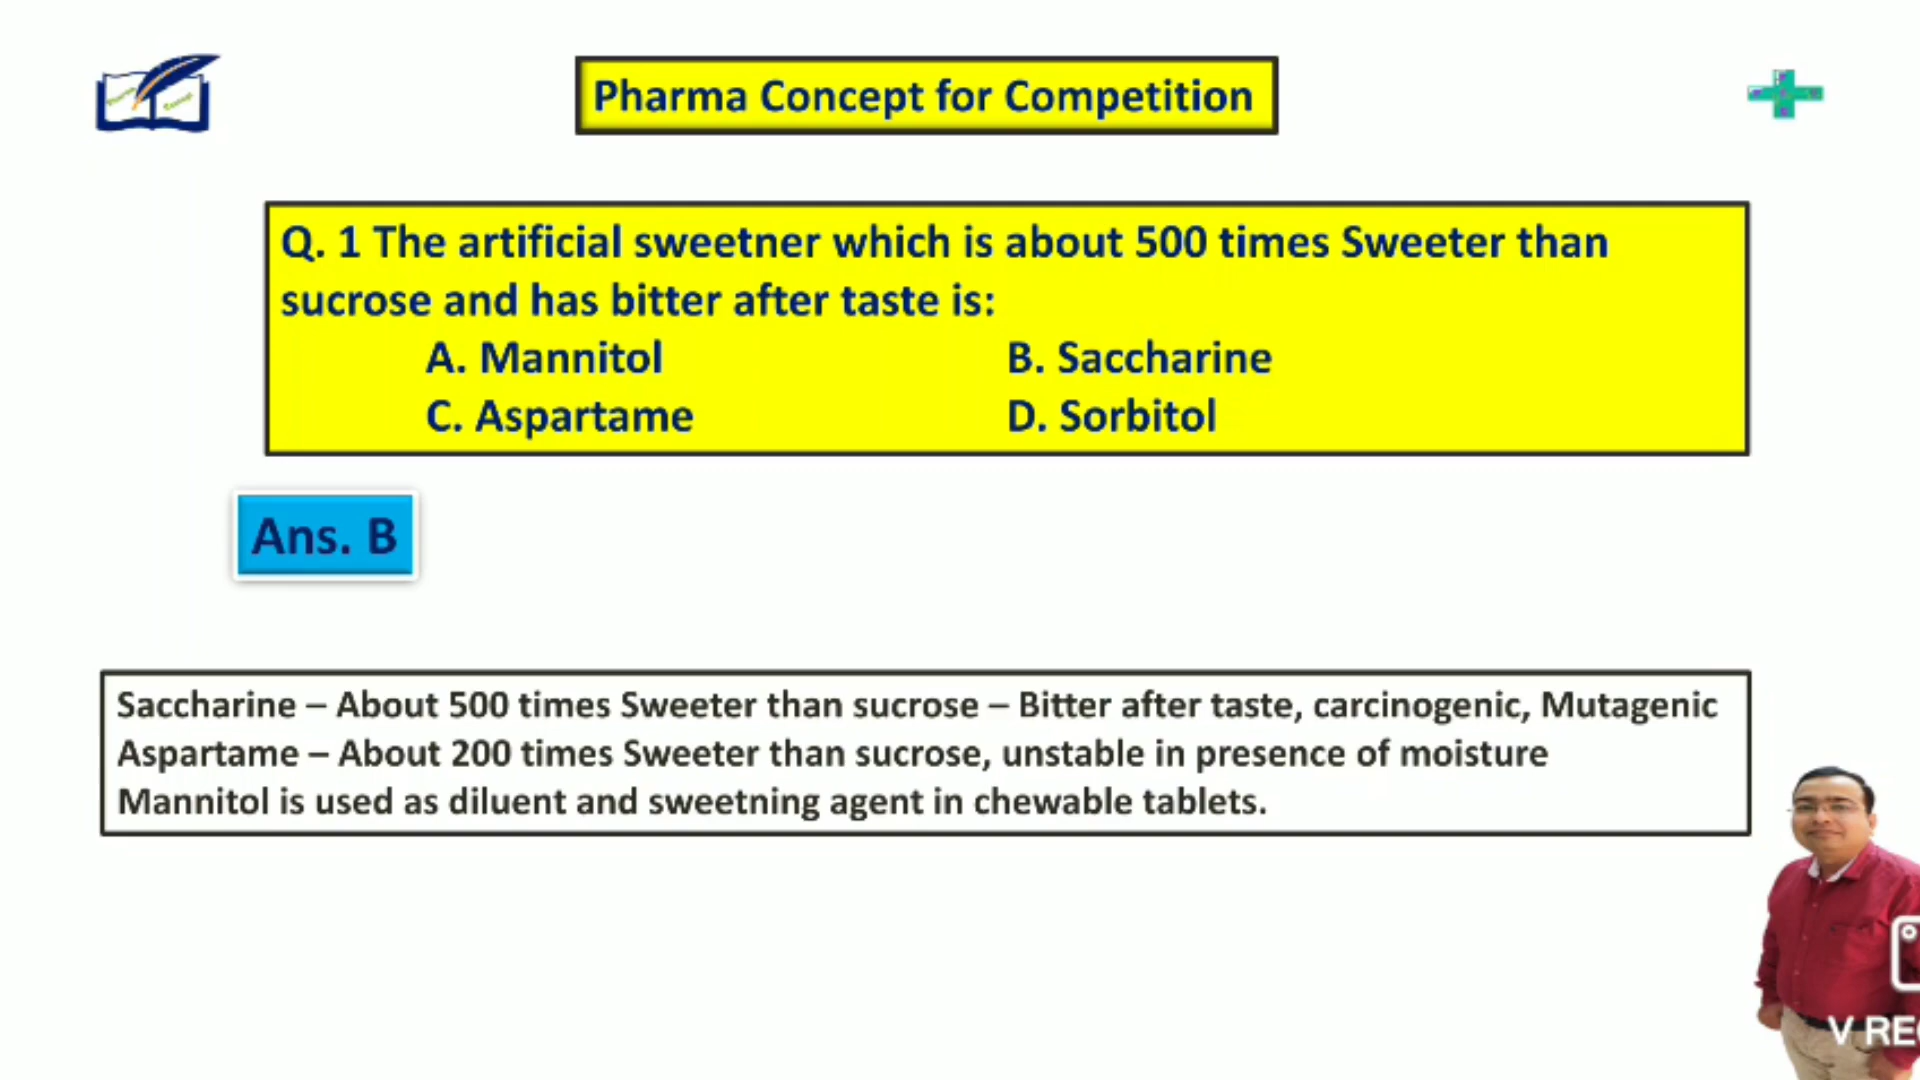 Pharma Concept for Competition
Q. 1 The artificial sweetner which is about 500 times Sweeter than
sucrose and has bitter after taste is:
A. Mannitol B. Saccharine
C. Aspartame D. Sorbitol
Ans. B
Saccharine – About 500 times Sweeter than sucrose – Bitter after taste, carcinogenic, Mutagenic
Aspartame – About 200 times Sweeter than sucrose, unstable in presence of moisture
Mannitol is used as diluent and sweetning agent in chewable tablets.
V REC